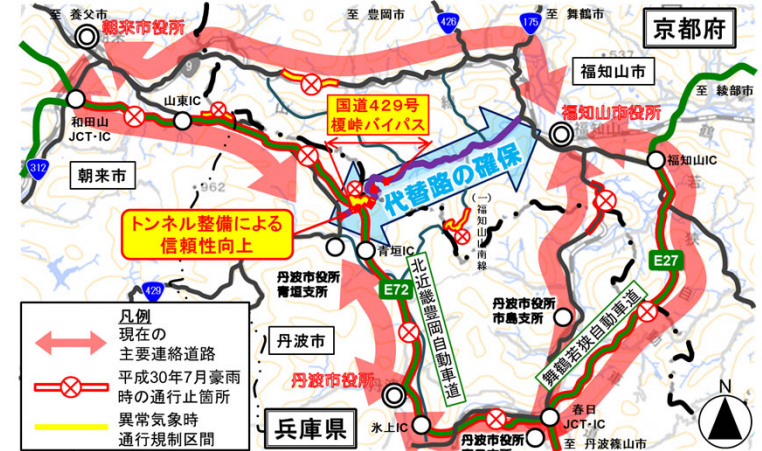 至 養父市
至 豊岡市
426
175
至 舞鶴市
京都府
朝来市役所
9
537
福知山市
至 綾部市
山東IC
国道429号
榎峠バイパス
福知山市役所
和田山
JCT・IC
福知山IC
312
朝来市
962
代替路の確保
トンネル整備による
信頼性向上
(一)福知山山南線
青垣IC
丹波市役所
青垣支所
E72
E27
429
北近畿豊岡自動車道
丹波市役所
市島支所
舞鶴若狭自動車道
丹波市
丹波市役所
凡例
現在の
主要連絡道路
平成30年7月豪雨
時の通行止箇所
異常気象時
通行規制区間
兵庫県
氷上IC
春日
JCT・IC
丹波市役所
至 丹波篠山市
N